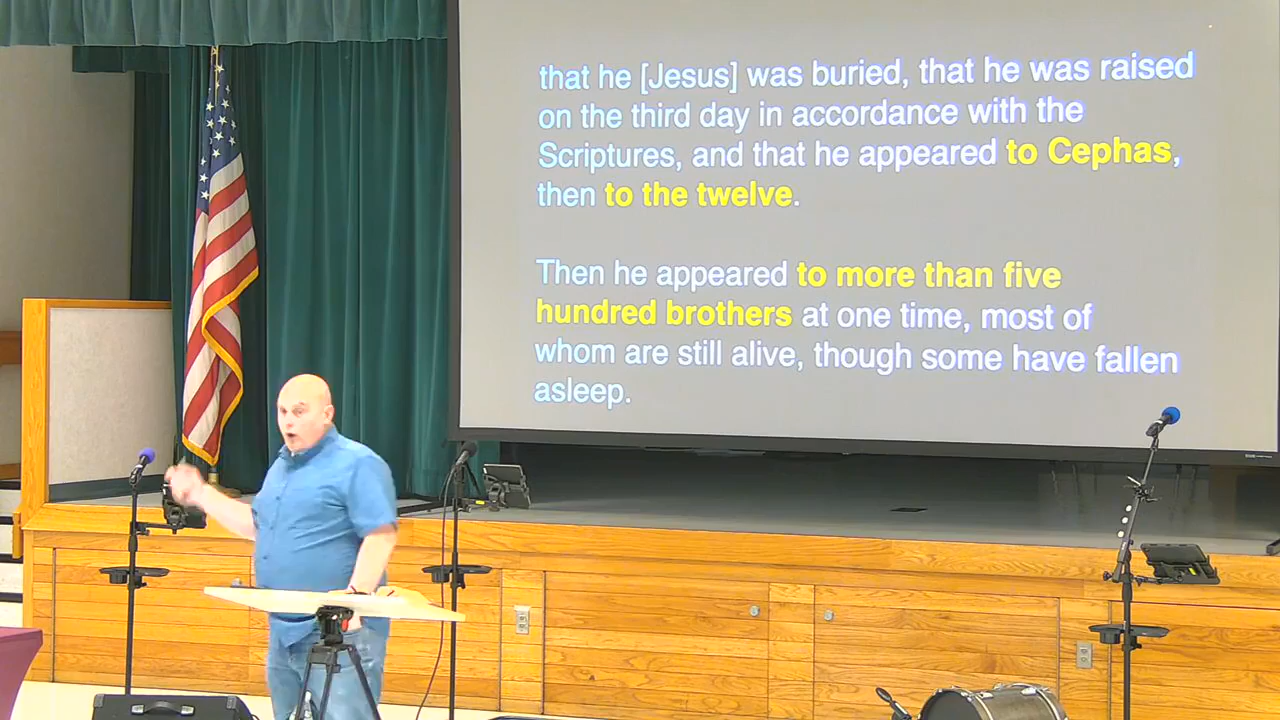 that he [Jesus] was buried, that he was raised
on the third day in accordance with the
Scriptures, and that he appeared to Cephas,
then to the twelve.
Then he appeared to more than five
hundred brothers at one time, most of
whom are still alive, though some have fallen
asleep.